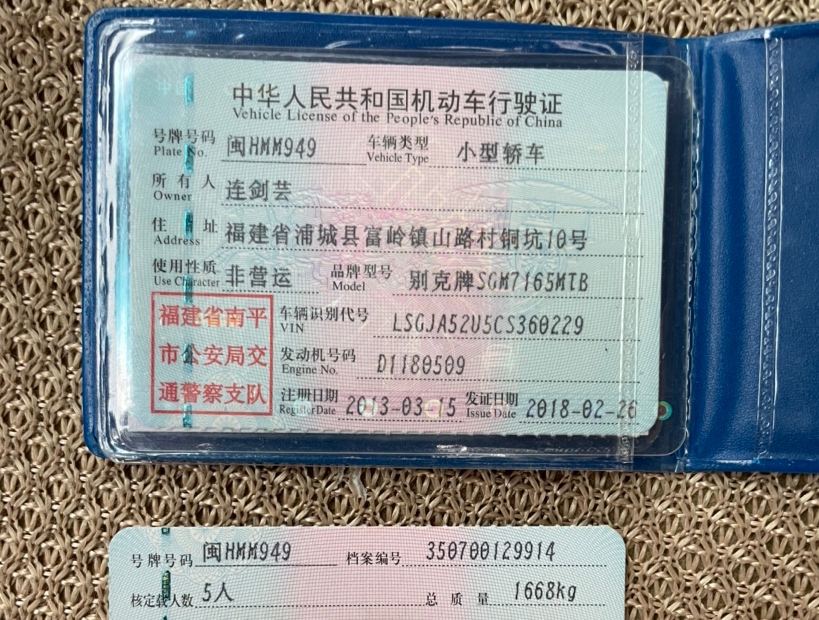 中华人民共和国机动车行驶证
Vehicle License of the People's Republic of China
号牌号码 闽HMM949 车辆类型 小型轿车
Plate No. Vehicle Type
所有人 连剑芸
Owner
住址 福建省浦城县富岭镇山路村铜坑10号
Address
使用性质 非营运 品牌型号 别克牌SGM7165MTB
Use Character Model
福建省南平
市公安局交
通警察支队
车辆识别代号 LSGJA52U5CS360229
VIN
发动机号码 D1180509
Engine No.
注册日期 2013-03-15 发证日期 2018-02-26
Register Date Issue Date
号牌号码 闽HMM949 档案编号 350700129914
核定载人数 5人 总质量 1668kg